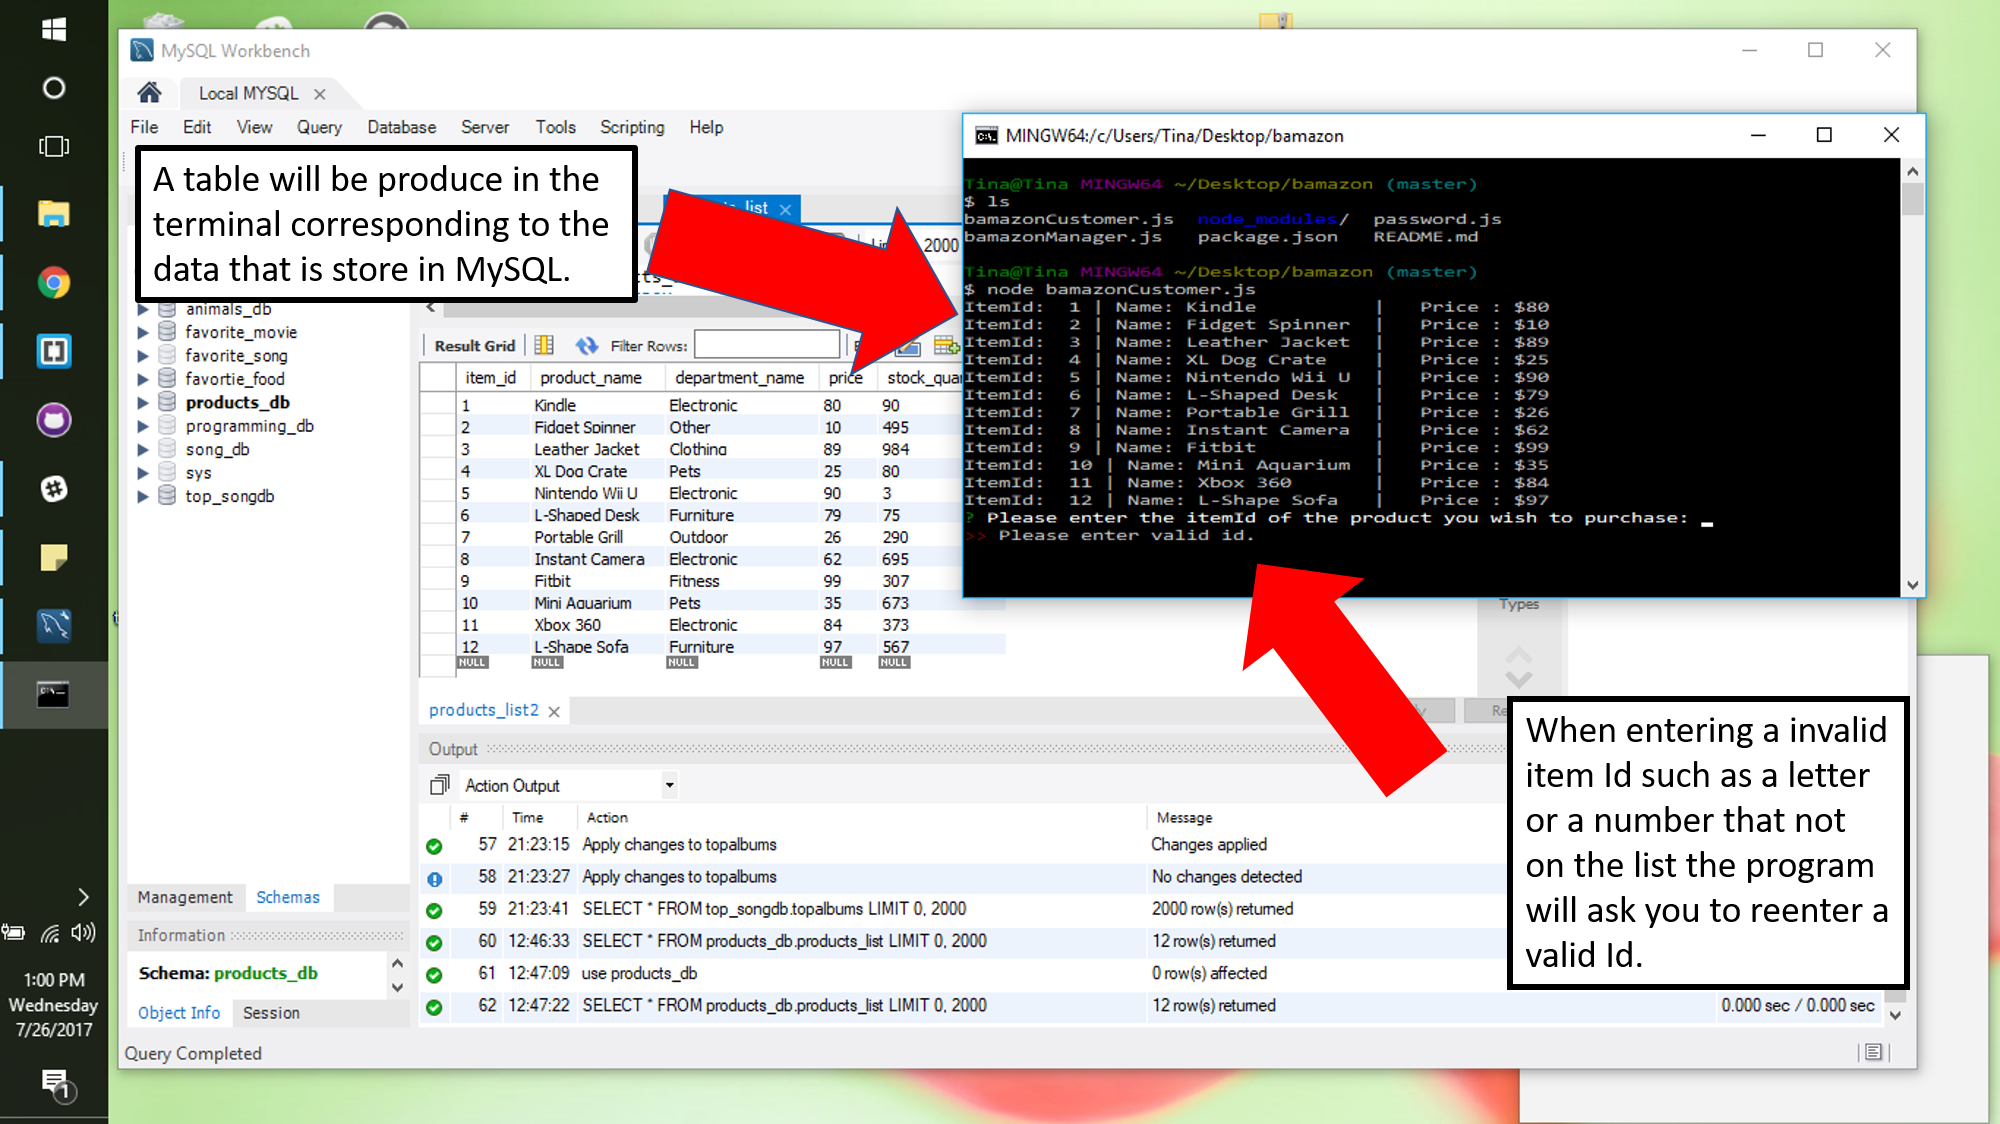 MySQL Workbench
Local MYSQL
File Edit View Query Database Server Tools Scripting Help
A table will be produce in the
terminal corresponding to the
data that is store in MySQL.
list
2000
animals_db
favorite_movie
favorite_song
favortie_food
products_db
programming_db
song_db
sys
top_songdb
Result Grid Filter Rows:
item_id product_name department_name price
1 Kindle Electronic 80 90
2 Fidget Spinner Other 10 495
3 Leather Jacket Clothing 89 984
4 XL Dog Crate Pets 25 80
5 Nintendo Wii U Electronic 90 3
6 L-Shaped Desk Furniture 79 75
7 Portable Grill Outdoor 26 290
8 Instant Camera Electronic 62 695
9 Fitbit Fitness 99 307
10 Mini Aquarium Pets 35 673
11 Xbox 360 Electronic 84 373
12 L-Shape Sofa Furniture 97 567
NULL NULL NULL NULL NULL
MINGW64:/c/Users/Tina/Desktop/bamazon
Tina@Tina MINGW64 ~/Desktop/bamazon (master)
$ ls
bamazonCustomer.js node_modules/ password.js
bamazonManager.js package.json README.md
Tina@Tina MINGW64 ~/Desktop/bamazon (master)
$ node bamazonCustomer.js
ItemId: 1 | Name: Kindle | Price : $80
ItemId: 2 | Name: Fidget Spinner | Price : $10
ItemId: 3 | Name: Leather Jacket | Price : $89
ItemId: 4 | Name: XL Dog Crate | Price : $25
ItemId: 5 | Name: Nintendo Wii U | Price : $90
ItemId: 6 | Name: L-Shaped Desk | Price : $79
ItemId: 7 | Name: Portable Grill | Price : $26
ItemId: 8 | Name: Instant Camera | Price : $62
ItemId: 9 | Name: Fitbit | Price : $99
ItemId: 10 | Name: Mini Aquarium | Price : $35
ItemId: 11 | Name: Xbox 360 | Price : $84
ItemId: 12 | Name: L-Shape Sofa | Price : $97
? Please enter the itemId of the product you wish to purchase:
>> Please enter valid id.
Types
products_list2
Output
Action Output
# Time Action Message
57 21:23:15 Apply changes to topalbums Changes applied
58 21:23:27 Apply changes to topalbums No changes detected
59 21:23:41 SELECT * FROM top_songdb.topalbums LIMIT 0, 2000 2000 row(s) returned
60 12:46:33 SELECT * FROM products_db.products_list LIMIT 0, 2000 12 row(s) returned
61 12:47:09 use products_db 0 row(s) affected
62 12:47:22 SELECT * FROM products_db.products_list LIMIT 0, 2000 12 row(s) returned 0.000 sec / 0.000 sec
When entering a invalid
item Id such as a letter
or a number that not
on the list the program
will ask you to reenter a
valid Id.
Management Schemas
Information
Schema: products_db
Object Info Session
Query Completed
1:00 PM
Wednesday
7/26/2017
1